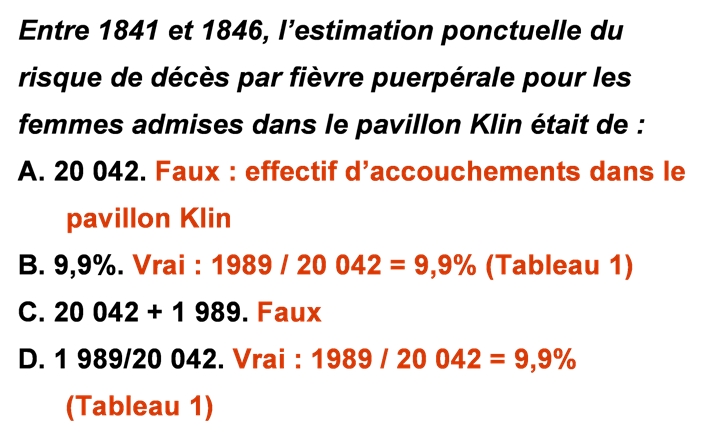 Entre 1841 et 1846, l’estimation ponctuelle du
risque de décès par fièvre puerpérale pour les
femmes admises dans le pavillon Klin était de :
A. 20 042. Faux : effectif d’accouchements dans le
pavillon Klin
B. 9,9%. Vrai : 1989 / 20 042 = 9,9% (Tableau 1)
C. 20 042 + 1 989. Faux
D. 1 989/20 042. Vrai : 1989 / 20 042 = 9,9%
(Tableau 1)